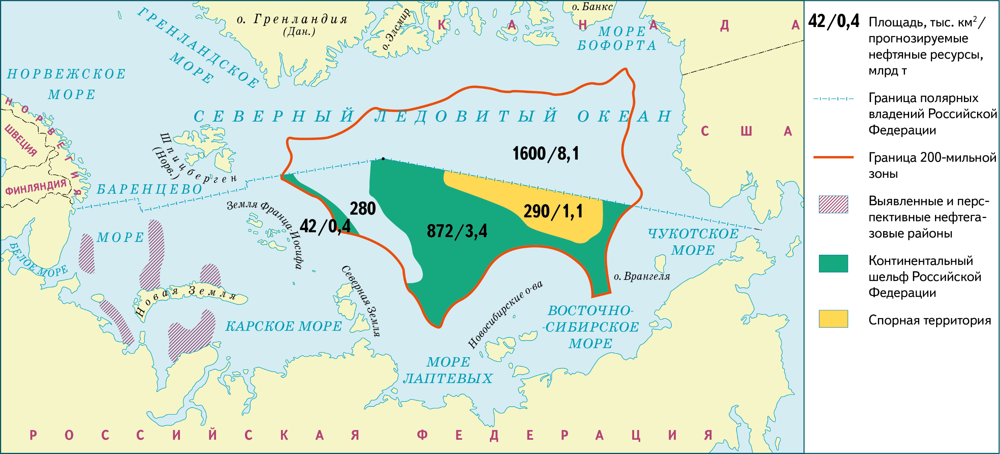 о. Гренландия
(Дан.)
о. Элсмир
о. Банкс
КАНАДА
МОРЕ
БОФОРТА
ГРЕНЛАНДСКОЕ
МОРЕ
НОРВЕЖСКОЕ
МОРЕ
НОРВЕГИЯ
ШВЕЦИЯ
ФИНЛЯНДИЯ
СЕВЕРНЫЙ ЛЕДОВИТЫЙ ОКЕАН
США
Шпицберген
(Норв.)
1600/8,1
БАРЕНЦЕВО
МОРЕ
Земля Франца-Иосифа
280
42/0,4
872/3,4
290/1,1
ЧУКОТСКОЕ
МОРЕ
БЕЛОЕ МОРЕ
о. Врангеля
Новая Земля
Северная Земля
Новосибирские о-ва
КАРСКОЕ МОРЕ
ВОСТОЧНО-
-СИБИРСКОЕ
МОРЕ
МОРЕ
ЛАПТЕВЫХ
РОССИЙСКАЯ ФЕДЕРАЦИЯ
42/0,4 Площадь, тыс. км²/
прогнозируемые
нефтяные ресурсы,
млрд т
Граница полярных
владений Российской
Федерации
Граница 200-мильной
зоны
Выявленные и перс-
пективные нефтега-
зовые районы
Континентальный
шельф Российской
Федерации
Спорная территория